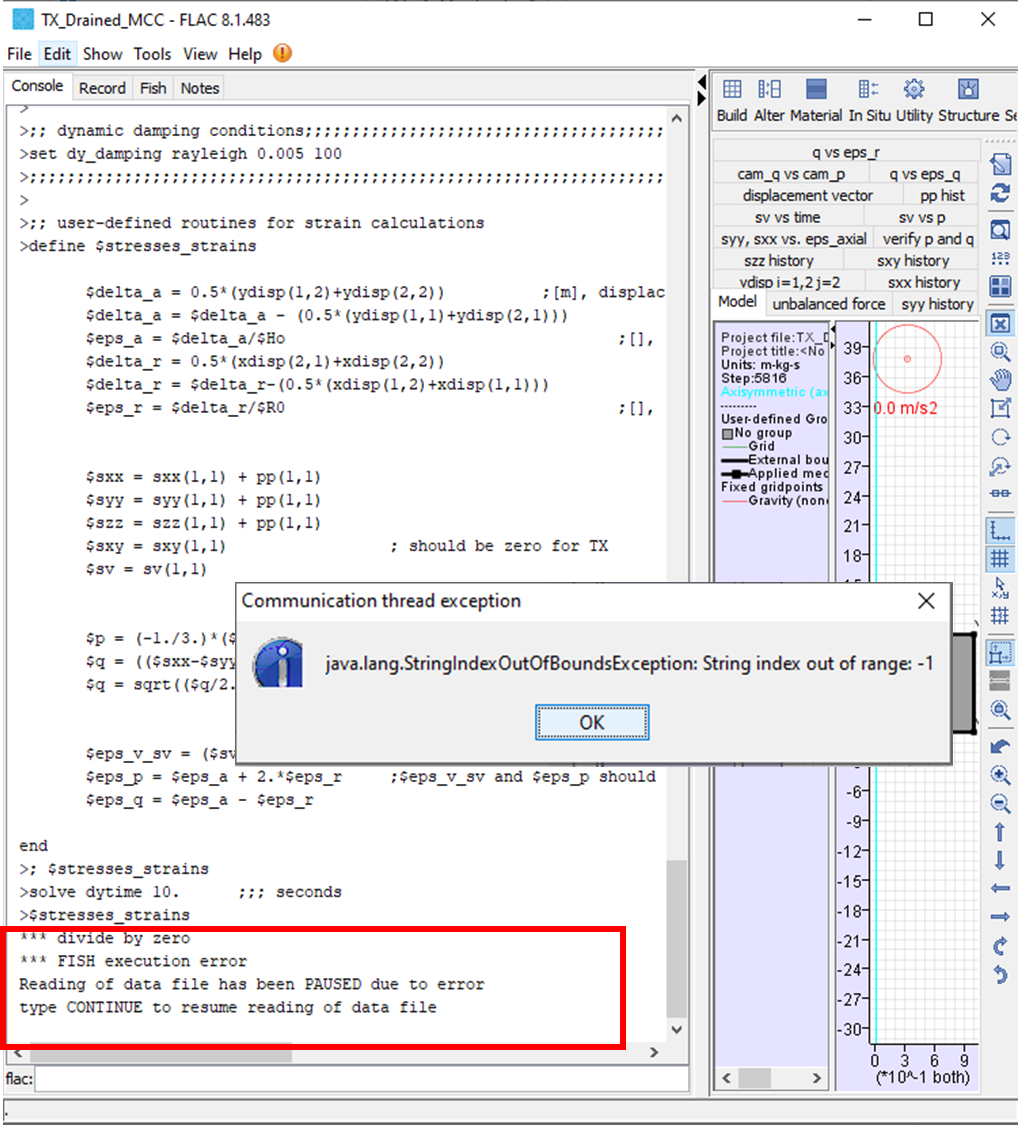 TX_Drained_MCC - FLAC 8.1.483
File Edit Show Tools View Help
Console Record Fish Notes
>
>;; dynamic damping conditions;;;;;;;;;;;;;;;;;;;;;;;;;;;;;;;;;;;;;;;
>set dy_damping rayleigh 0.005 100
>;;;;;;;;;;;;;;;;;;;;;;;;;;;;;;;;;;;;;;;;;;;;;;;;;;;;;;;;;;;;;;;;;;;;
>
>;; user-defined routines for strain calculations
>define $stresses_strains
$delta_a = 0.5*(ydisp(1,2)+ydisp(2,2)) ;[m], displac
$delta_a = $delta_a - (0.5*(ydisp(1,1)+ydisp(2,1)))
$eps_a = $delta_a/$Ho ;[],
$delta_r = 0.5*(xdisp(2,1)+xdisp(2,2))
$delta_r = $delta_r-(0.5*(xdisp(1,2)+xdisp(1,1)))
$eps_r = $delta_r/$R0 ;[],
$sxx = sxx(1,1) + pp(1,1)
$syy = syy(1,1) + pp(1,1)
$szz = szz(1,1) + pp(1,1)
$sxy = sxy(1,1) ; should be zero for TX
$sv = sv(1,1)
$p = (-1./3.)*($
$q = (($sxx-$syy
$q = sqrt(($q/2.
$eps_v_sv = ($sv
$eps_p = $eps_a + 2.*$eps_r ;$eps_v_sv and $eps_p should
$eps_q = $eps_a - $eps_r
end
>; $stresses_strains
>solve dytime 10. ;;; seconds
>$stresses_strains
*** divide by zero
*** FISH execution error
Reading of data file has been PAUSED due to error
type CONTINUE to resume reading of data file
flac:
Communication thread exception
java.lang.StringIndexOutOfBoundsException: String index out of range: -1
OK
Build Alter Material In Situ Utility Structure Se
q vs eps_r
cam_q vs cam_p q vs eps_q
displacement vector pp hist
sv vs time sv vs p
syy, sxx vs. eps_axial verify p and q
szz history sxy history
vdisp i=1,2 j=2 sxx history
Model unbalanced force syy history
Project file:TX_D
Project title:<No
Units: m-kg-s
Step:5816
Axisymmetric (ax
User-defined Gro
No group
Grid
External bou
Applied mec
Fixed gridpoints
Gravity (none
39
36
33
0.0 m/s2
30
27
24
21
18
-6
-9
-12
-15
-18
-21
-24
-27
-30
0 3 6 9
(*10^-1 both)
123
x,y